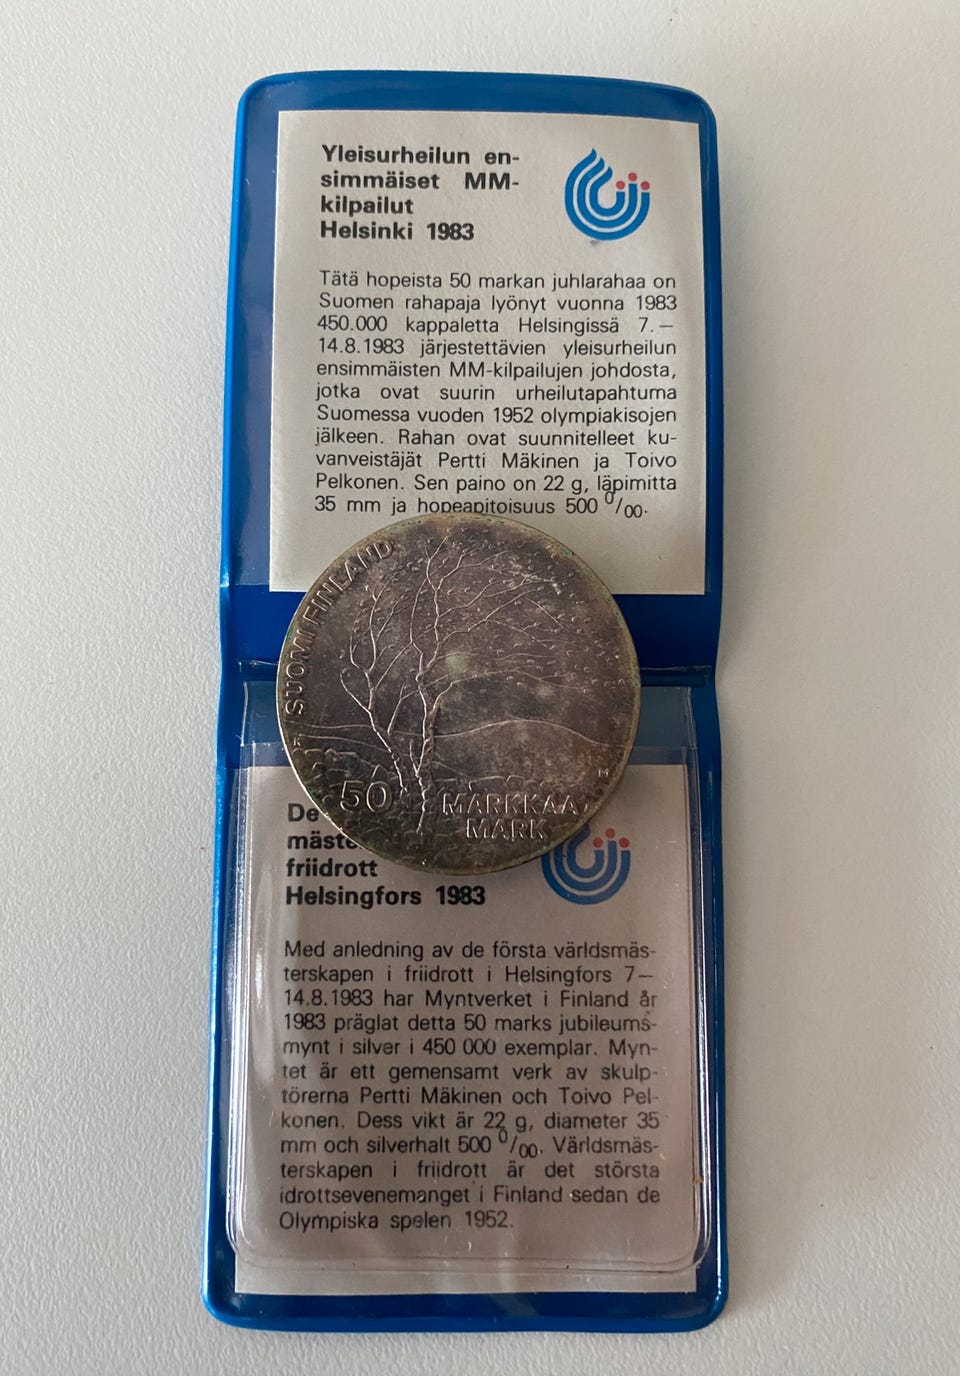 Yleisurheilun en-
simmäiset MM-
kilpailut
Helsinki 1983
Tätä hopeista 50 markan juhlarahaa on
Suomen rahapaja lyönyt vuonna 1983
450.000 kappaletta Helsingissä 7.—
14.8.1983 järjestettävien yleisurheilun
ensimmäisten MM-kilpailujen johdosta,
jotka ovat suurin urheilutapahtuma
Suomessa vuoden 1952 olympiakisojen
jälkeen. Rahan ovat suunnitelleet ku-
vanveistäjät Pertti Mäkinen ja Toivo
Pelkonen. Sen paino on 22 g, läpimitta
35 mm ja hopeapitoisuus 500 0/00.
SUOMI FINLAND
50 MARKKAA
MARK
M
De
mäste
friidrott
Helsingfors 1983
Med anledning av de första världsmäs-
terskapen i friidrott i Helsingfors 7—
14.8.1983 har Myntverket i Finland år
1983 präglat detta 50 marks jubileums-
mynt i silver i 450 000 exemplar. Myn-
tet är ett gemensamt verk av skulp-
törerna Pertti Mäkinen och Toivo Pel-
konen. Dess vikt är 22 g, diameter 35
mm och silverhalt 500 0/00. Världsmäs-
terskapen i friidrott är det största
idrottsevenemanget i Finland sedan de
Olympiska spelen 1952.